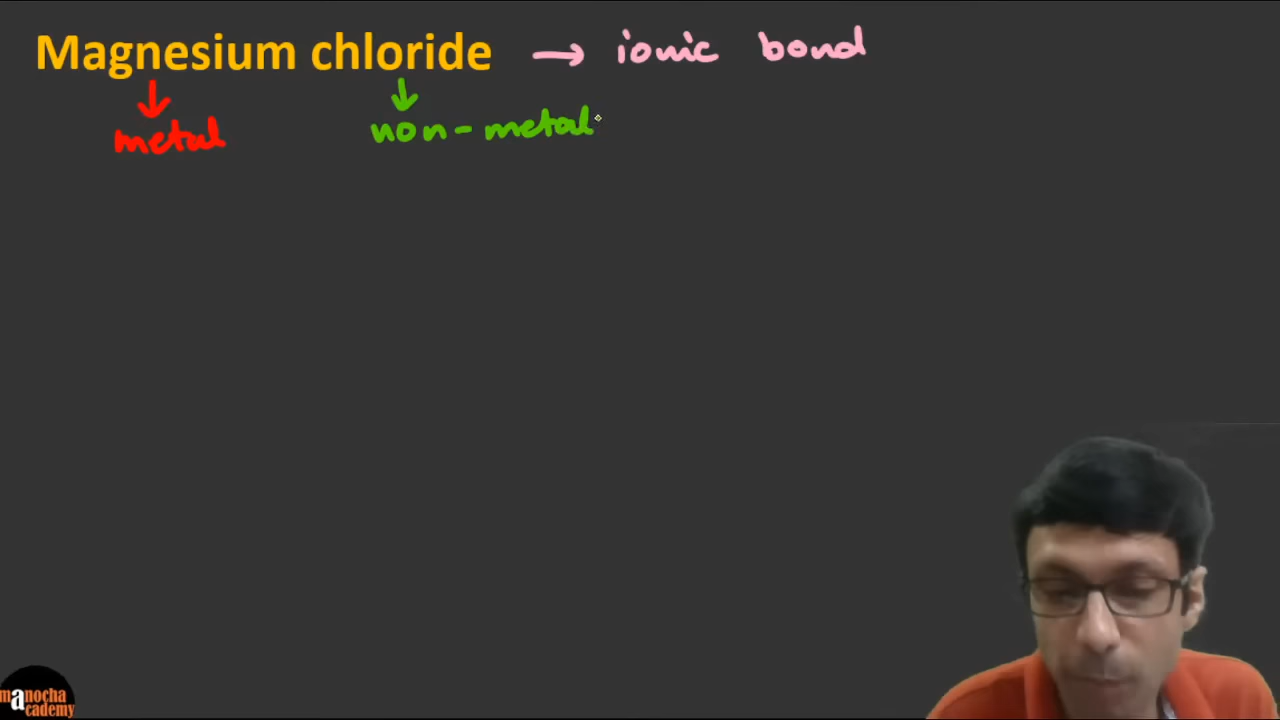 Magnesium chloride → ionic bond
↓ ↓
metal non-metal
manocha
academy